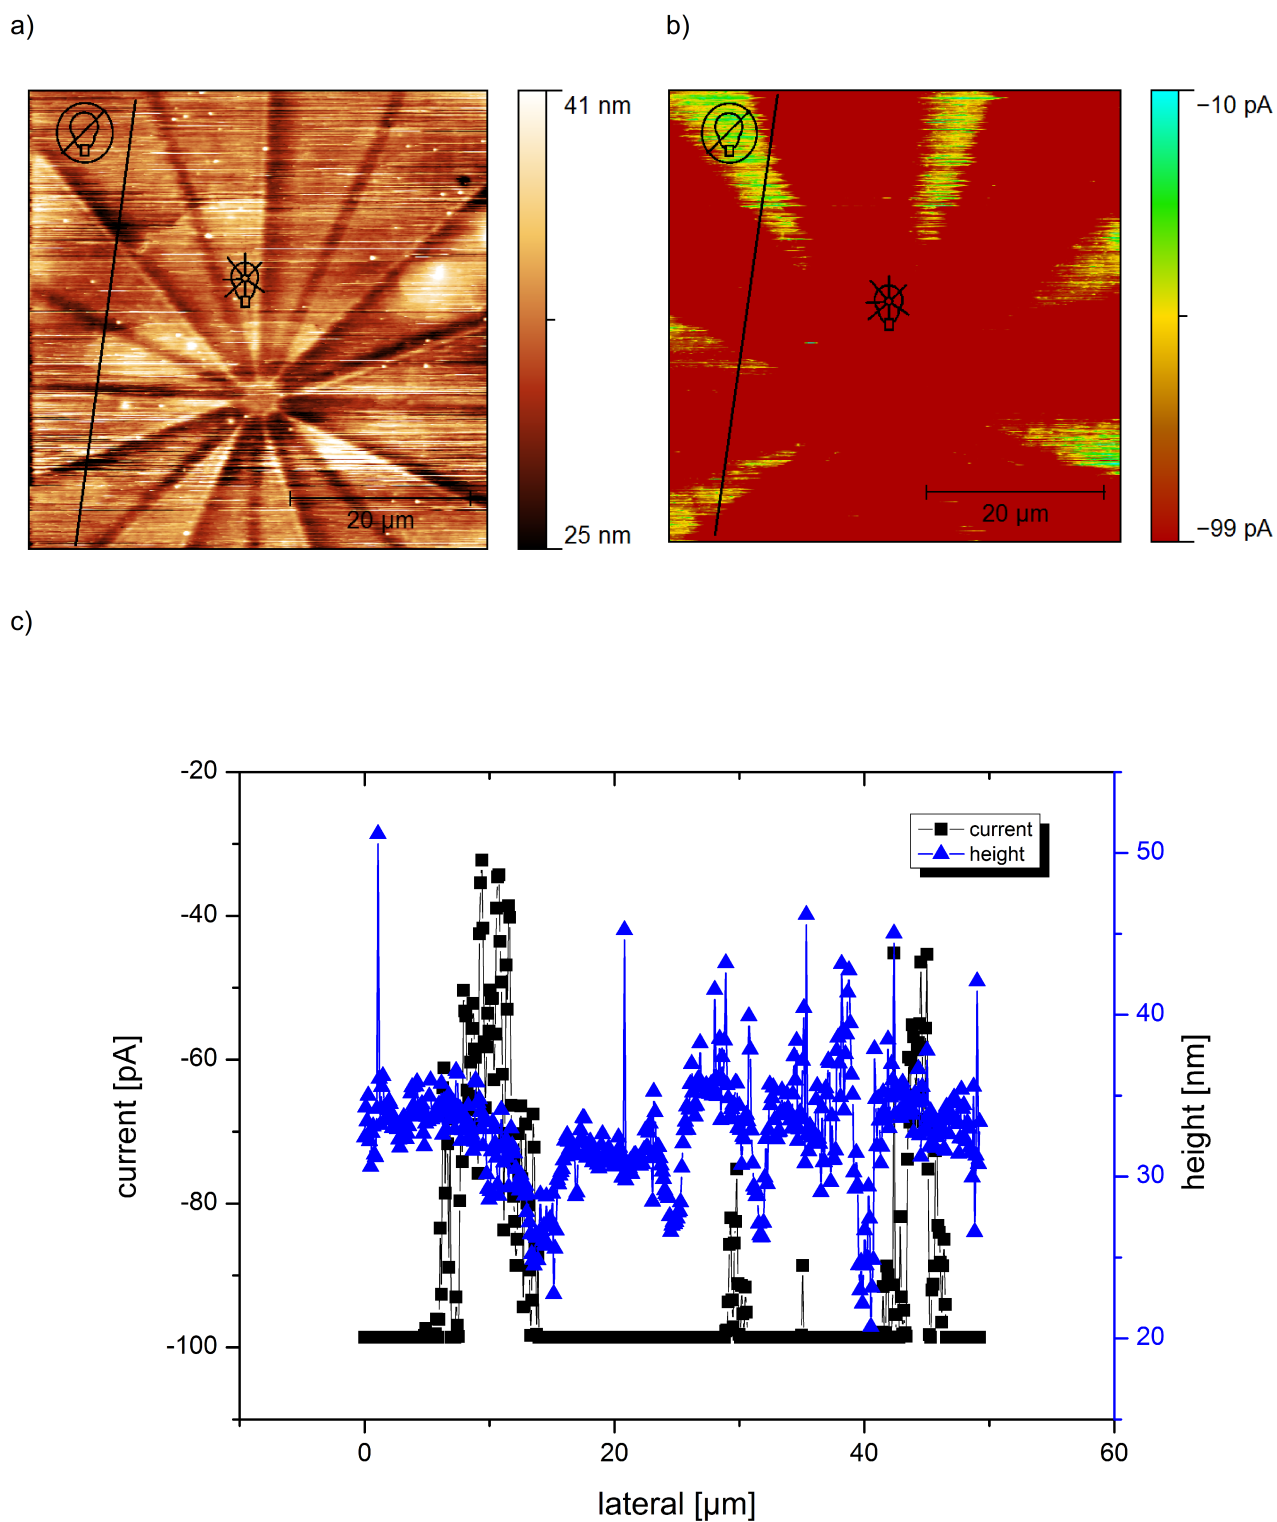 a)
b)
41 nm
25 nm
20 µm
−10 pA
−99 pA
20 µm
c)
-20
-40
-60
-80
-100
current [pA]
50
40
30
20
height [nm]
current
height
0
20
40
60
lateral [µm]